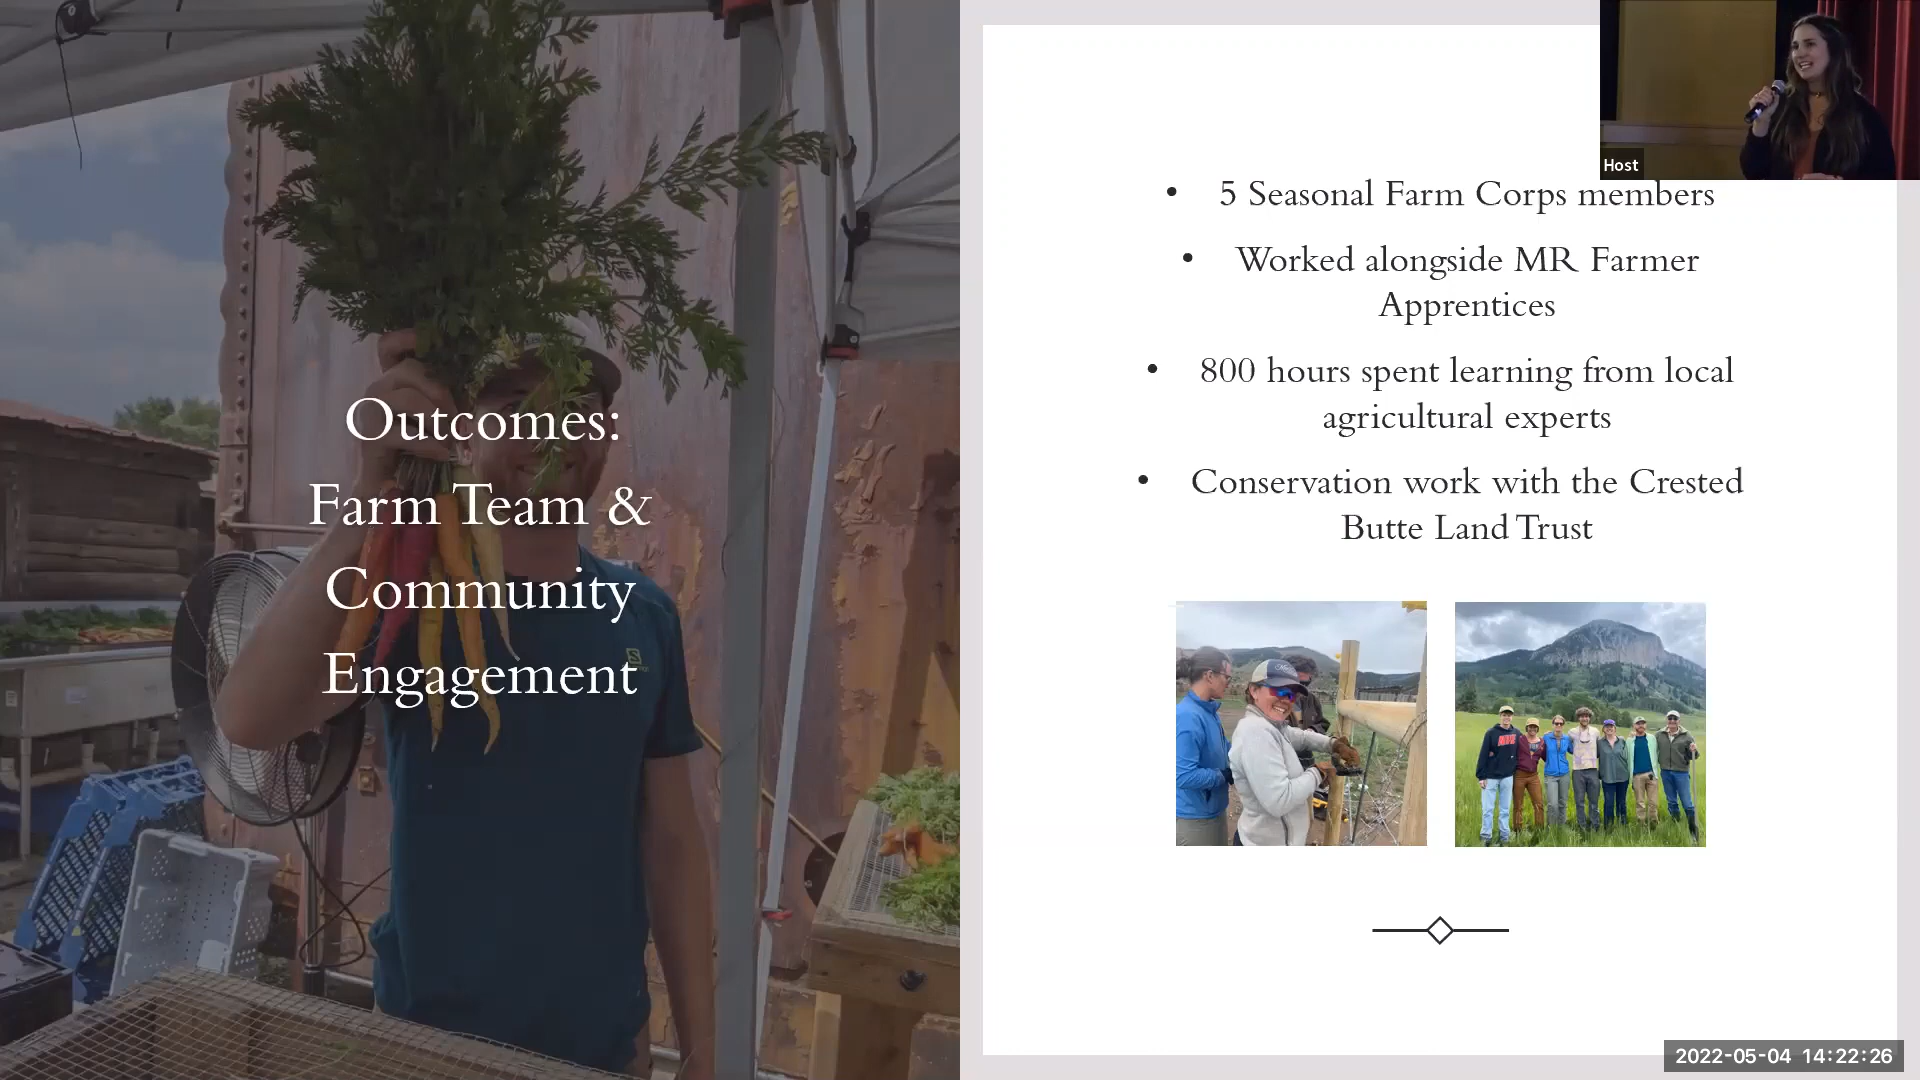 Outcomes:
Farm Team &
Community
Engagement
Host
• 5 Seasonal Farm Corps members
• Worked alongside MR Farmer
Apprentices
• 800 hours spent learning from local
agricultural experts
• Conservation work with the Crested
Butte Land Trust
2022-05-04 14:22:26